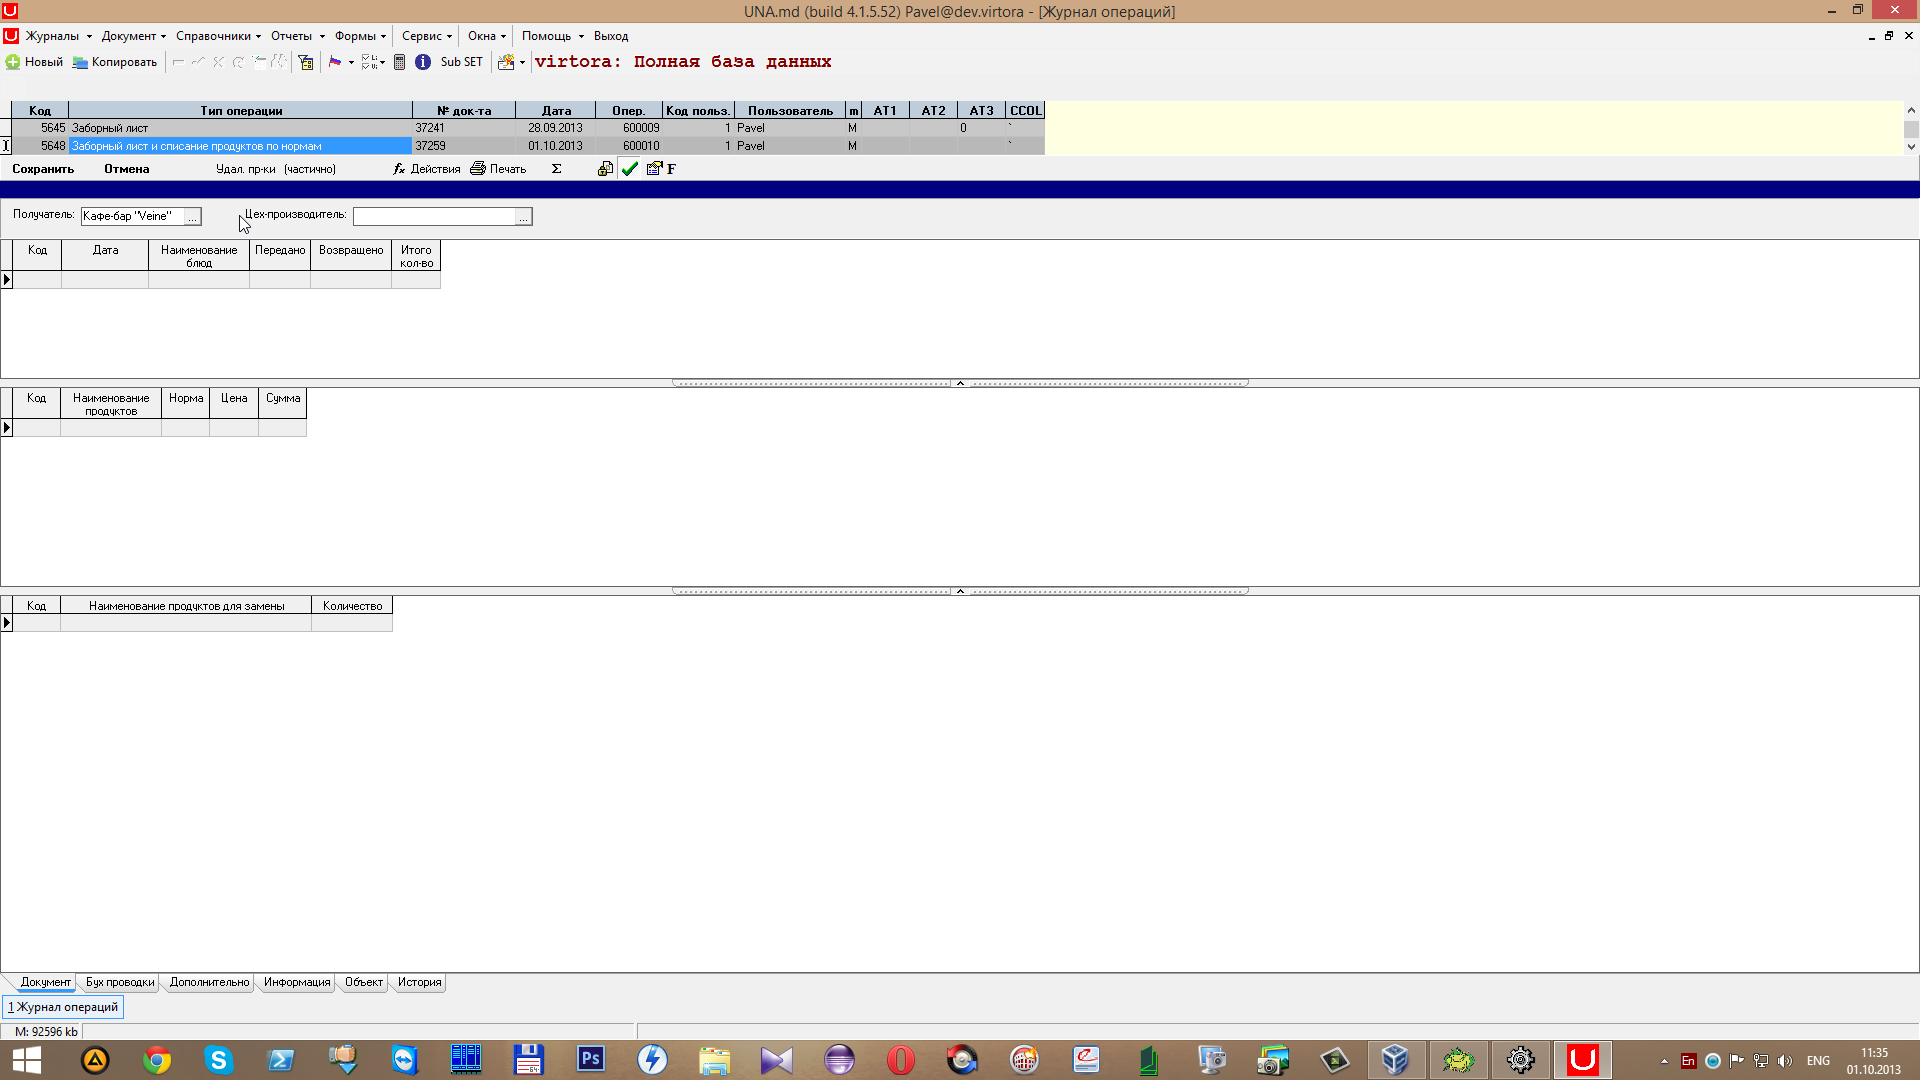 UNA.md (build 4.1.5.52) Pavel@dev.virtora - [Журнал операций]
Журналы Документ Справочники Отчеты Формы Сервис Окна Помощь Выход
Новый Копировать Sub SET virtora: Полная база данных
Код Тип операции № док-та Дата Опер. Код польз. Пользователь m AT1 AT2 AT3 CCOL
5645 Заборный лист 37241 28.09.2013 600009 1 Pavel M 0 `
5648 Заборный лист и списание продуктов по нормам 37259 01.10.2013 600010 1 Pavel M `
Сохранить Отмена Удал. пр-ки (частично) fx Действия Печать Σ F
Получатель: Кафе-бар "Veine" ... Цех-производитель: ...
Код Дата Наименование блюд Передано Возвращено Итого кол-во
Код Наименование продуктов Норма Цена Сумма
Код Наименование продуктов для замены Количество
Документ Бух проводки Дополнительно Информация Объект История
1 Журнал операций
M: 92596 kb
Ps En ENG 11:35
01.10.2013